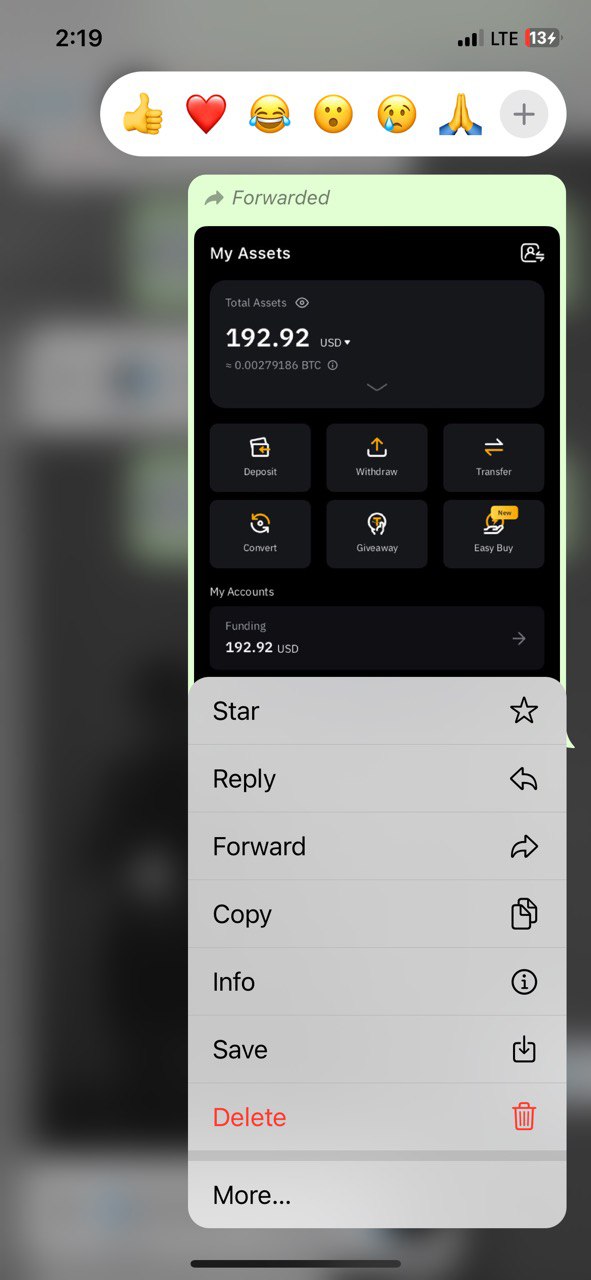 2:19
LTE
13
Forwarded
My Assets
Total Assets
192.92 USD
≈ 0.00279186 BTC
Deposit
Withdraw
Transfer
New
Convert
Giveaway
Easy Buy
My Accounts
Funding
192.92 USD
Star
Reply
Forward
Copy
Info
Save
Delete
More...